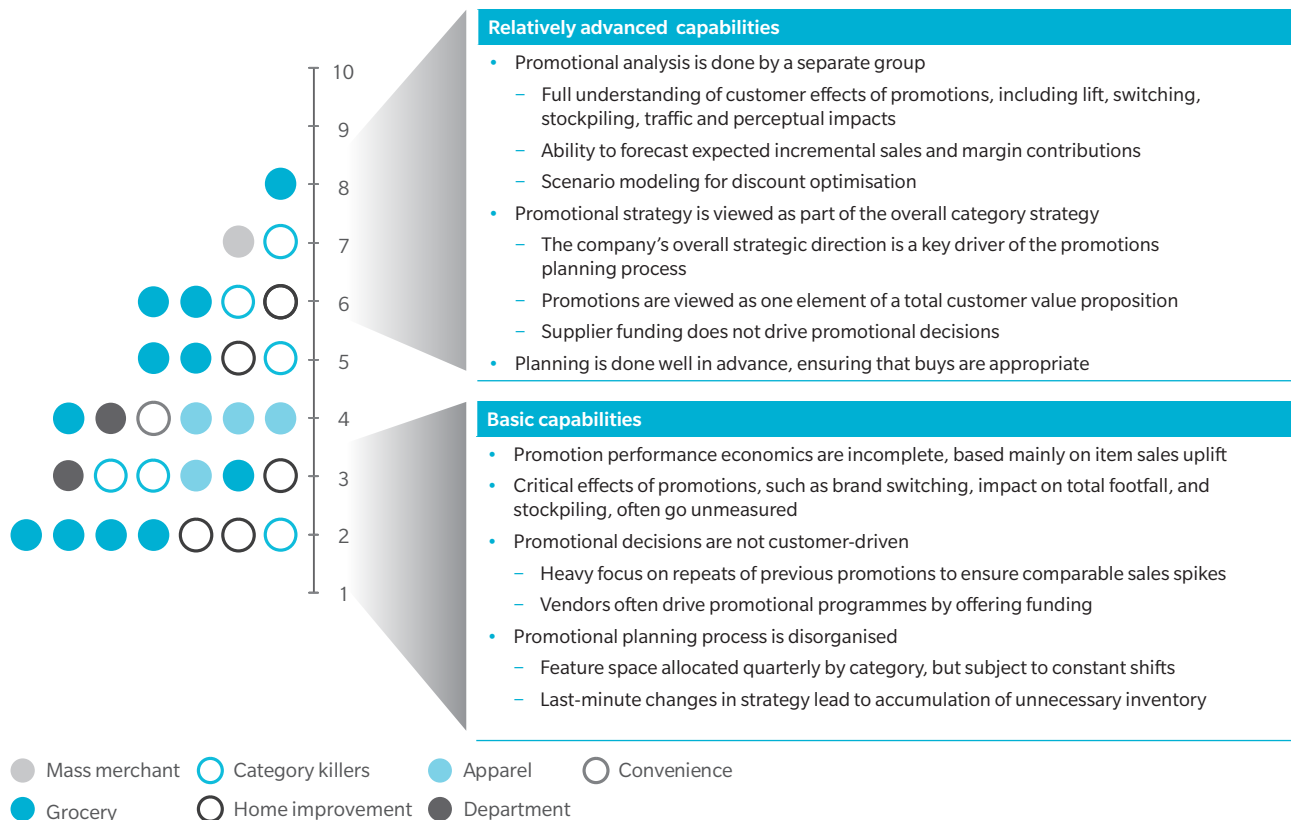 10
9
8
7
6
5
4
3
2
1
Relatively advanced capabilities
• Promotional analysis is done by a separate group
– Full understanding of customer effects of promotions, including lift, switching,
stockpiling, traffic and perceptual impacts
– Ability to forecast expected incremental sales and margin contributions
– Scenario modeling for discount optimisation
• Promotional strategy is viewed as part of the overall category strategy
– The company's overall strategic direction is a key driver of the promotions
planning process
– Promotions are viewed as one element of a total customer value proposition
– Supplier funding does not drive promotional decisions
• Planning is done well in advance, ensuring that buys are appropriate
Basic capabilities
• Promotion performance economics are incomplete, based mainly on item sales uplift
• Critical effects of promotions, such as brand switching, impact on total footfall, and
stockpiling, often go unmeasured
• Promotional decisions are not customer-driven
– Heavy focus on repeats of previous promotions to ensure comparable sales spikes
– Vendors often drive promotional programmes by offering funding
• Promotional planning process is disorganised
– Feature space allocated quarterly by category, but subject to constant shifts
– Last-minute changes in strategy lead to accumulation of unnecessary inventory
Mass merchant Category killers Apparel Convenience
Grocery Home improvement Department